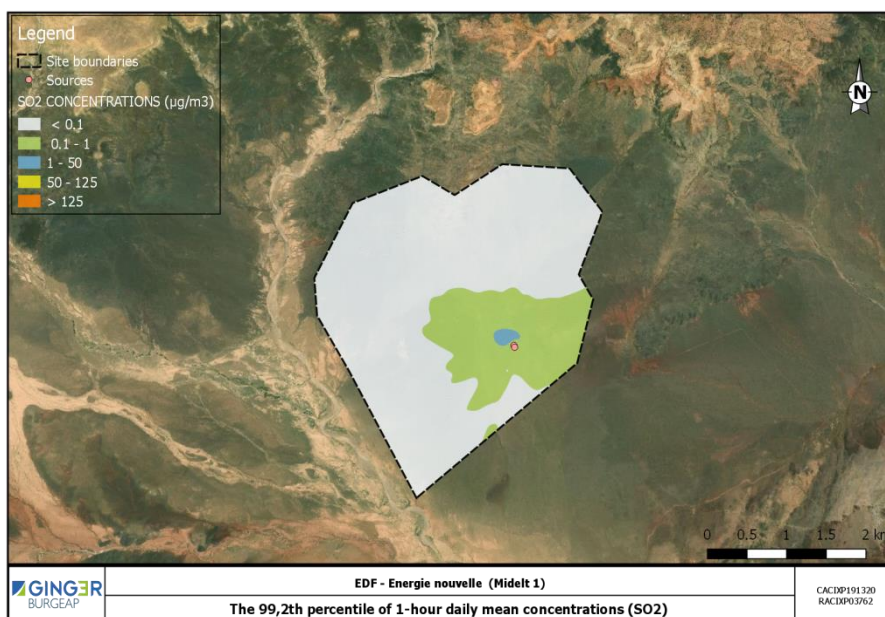 Legend
Site boundaries
Sources
SO2 CONCENTRATIONS (µg/m3)
< 0,1
0,1 - 1
1 - 50
50 - 125
> 125
N
0 0,5 1 1,5 2 km
GINGER
BURGEAP
EDF - Energie nouvelle (Midelt 1)
The 99,2th percentile of 1-hour daily mean concentrations (SO2)
CACIXP191320
RACIXP03762